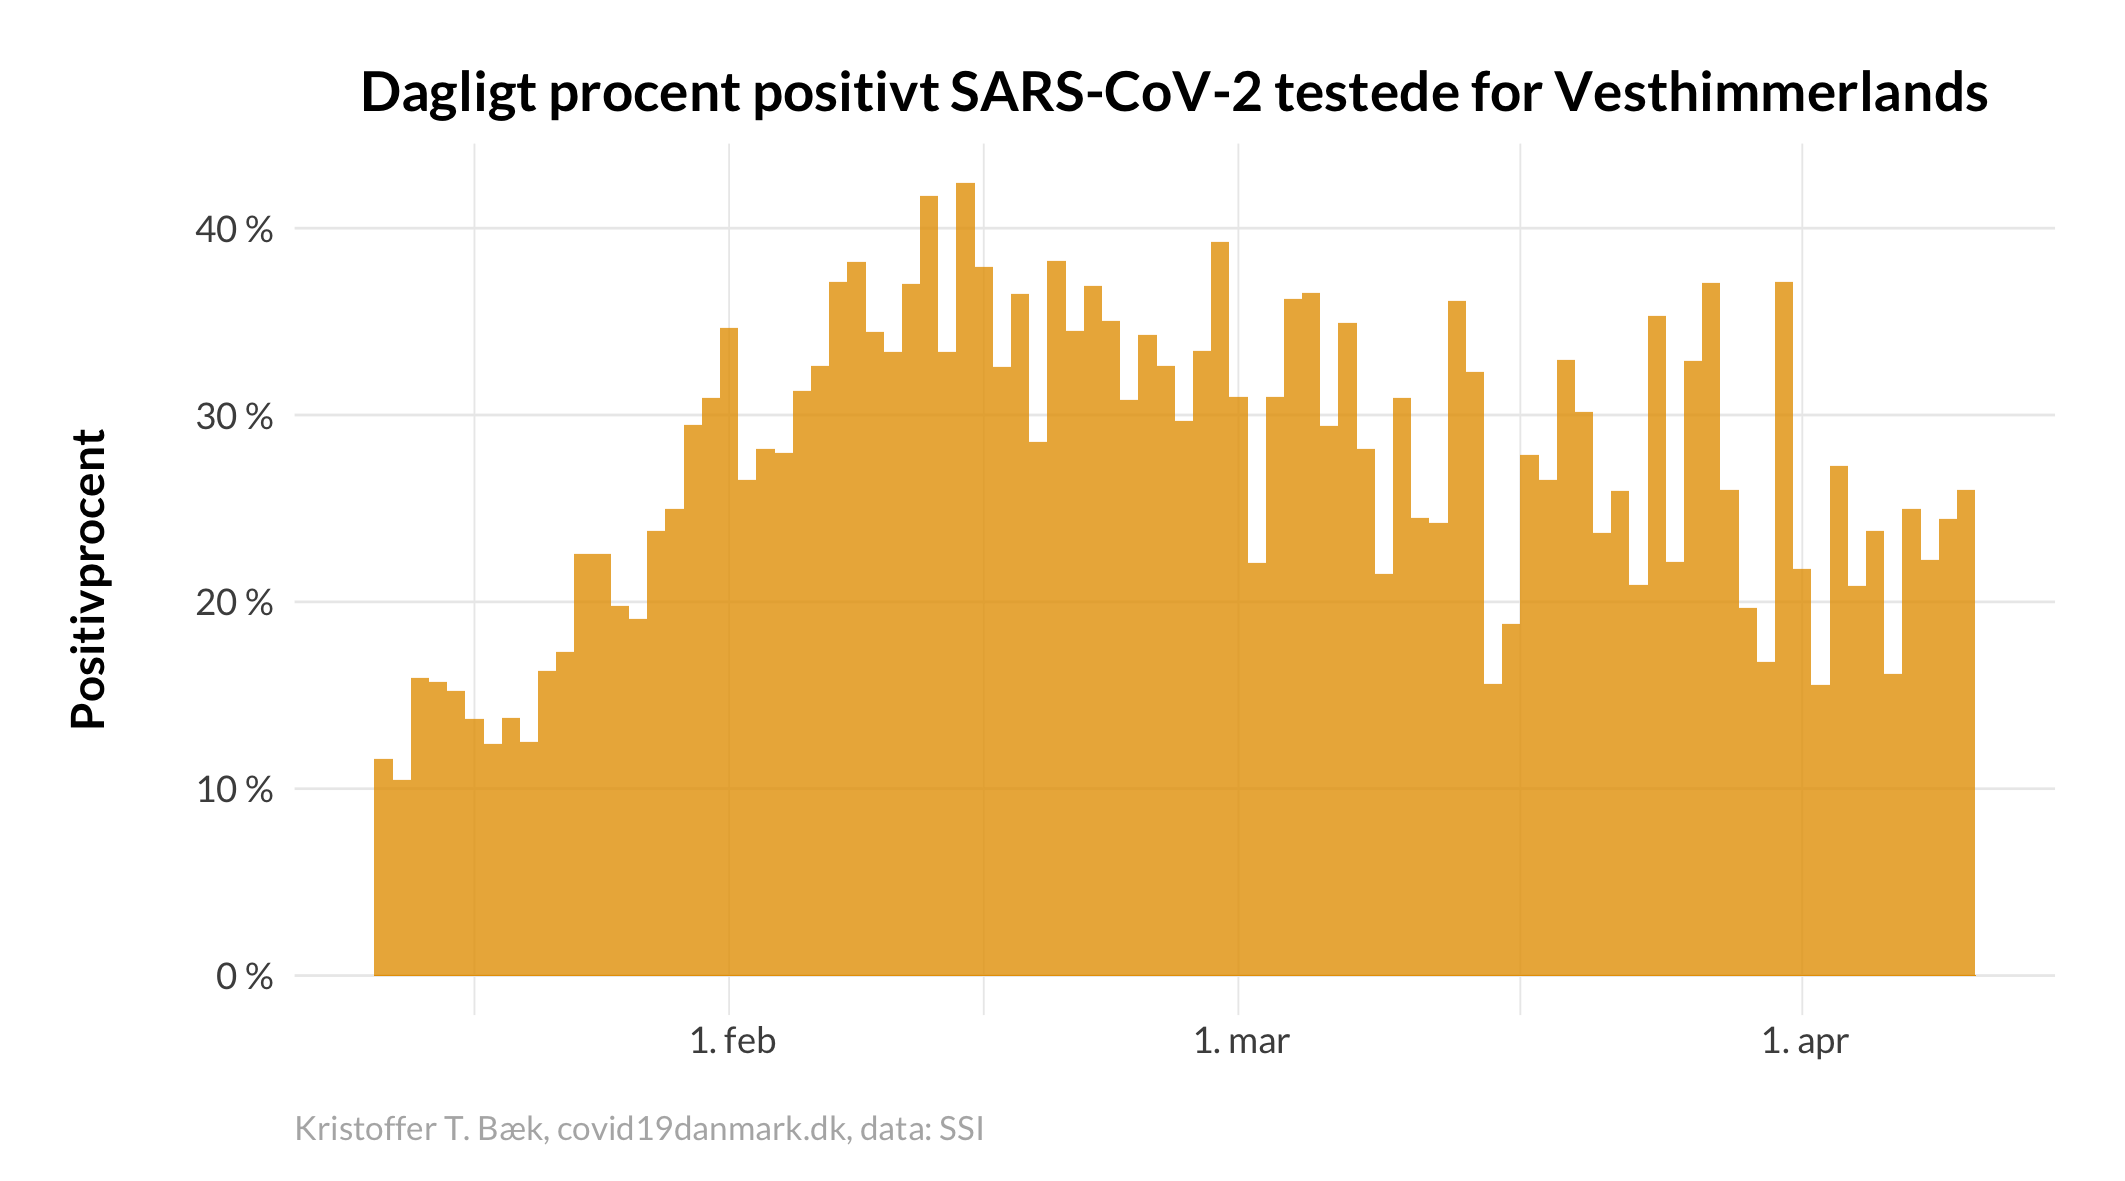 Dagligt procent positivt SARS-CoV-2 testede for Vesthimmerlands
Positivprocent
40 %
30 %
20 %
10 %
0 %
1. feb
1. mar
1. apr
Kristoffer T. Bæk, covid19danmark.dk, data: SSI